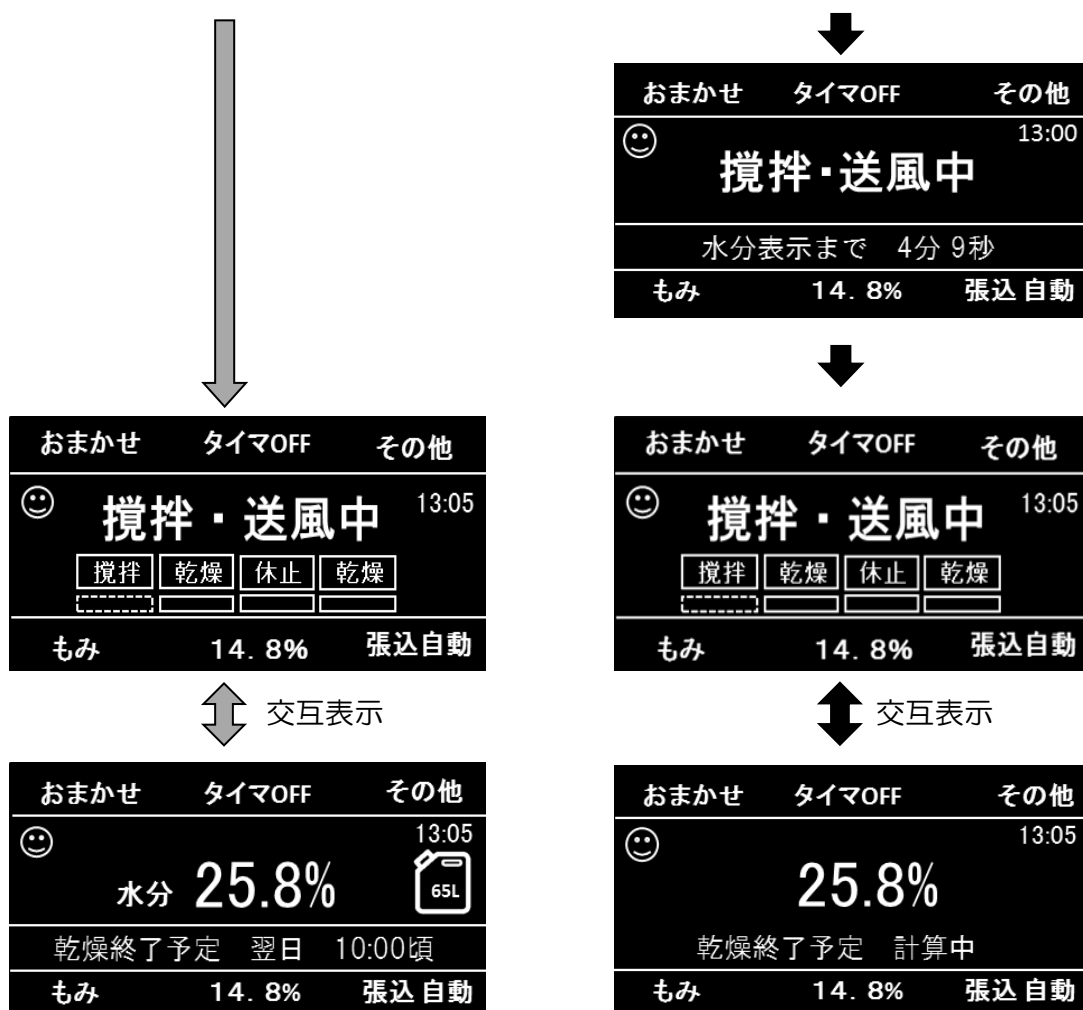 おまかせ タイマOFF その他
13:00
撹拌・送風中
水分表示まで 4分 9秒
もみ 14.8% 張込 自動
おまかせ タイマOFF その他
13:05
撹拌・送風中
撹拌 乾燥 休止 乾燥
もみ 14.8% 張込 自動
交互表示
おまかせ タイマOFF その他
13:05
水分 25.8%
65L
乾燥終了予定 翌日 10:00頃
もみ 14.8% 張込 自動
おまかせ タイマOFF その他
13:05
撹拌・送風中
撹拌 乾燥 休止 乾燥
もみ 14.8% 張込 自動
交互表示
おまかせ タイマOFF その他
13:05
25.8%
乾燥終了予定 計算中
もみ 14.8% 張込 自動